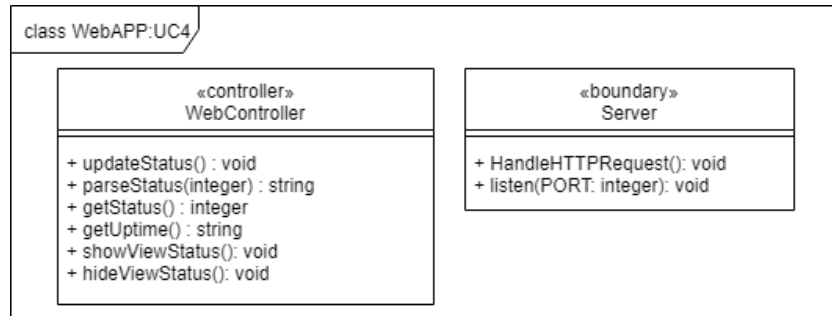 class WebAPP:UC4
«controller»
WebController
+ updateStatus() : void
+ parseStatus(integer) : string
+ getStatus() : integer
+ getUptime() : string
+ showViewStatus(): void
+ hideViewStatus(): void
«boundary»
Server
+ HandleHTTPRequest(): void
+ listen(PORT: integer): void